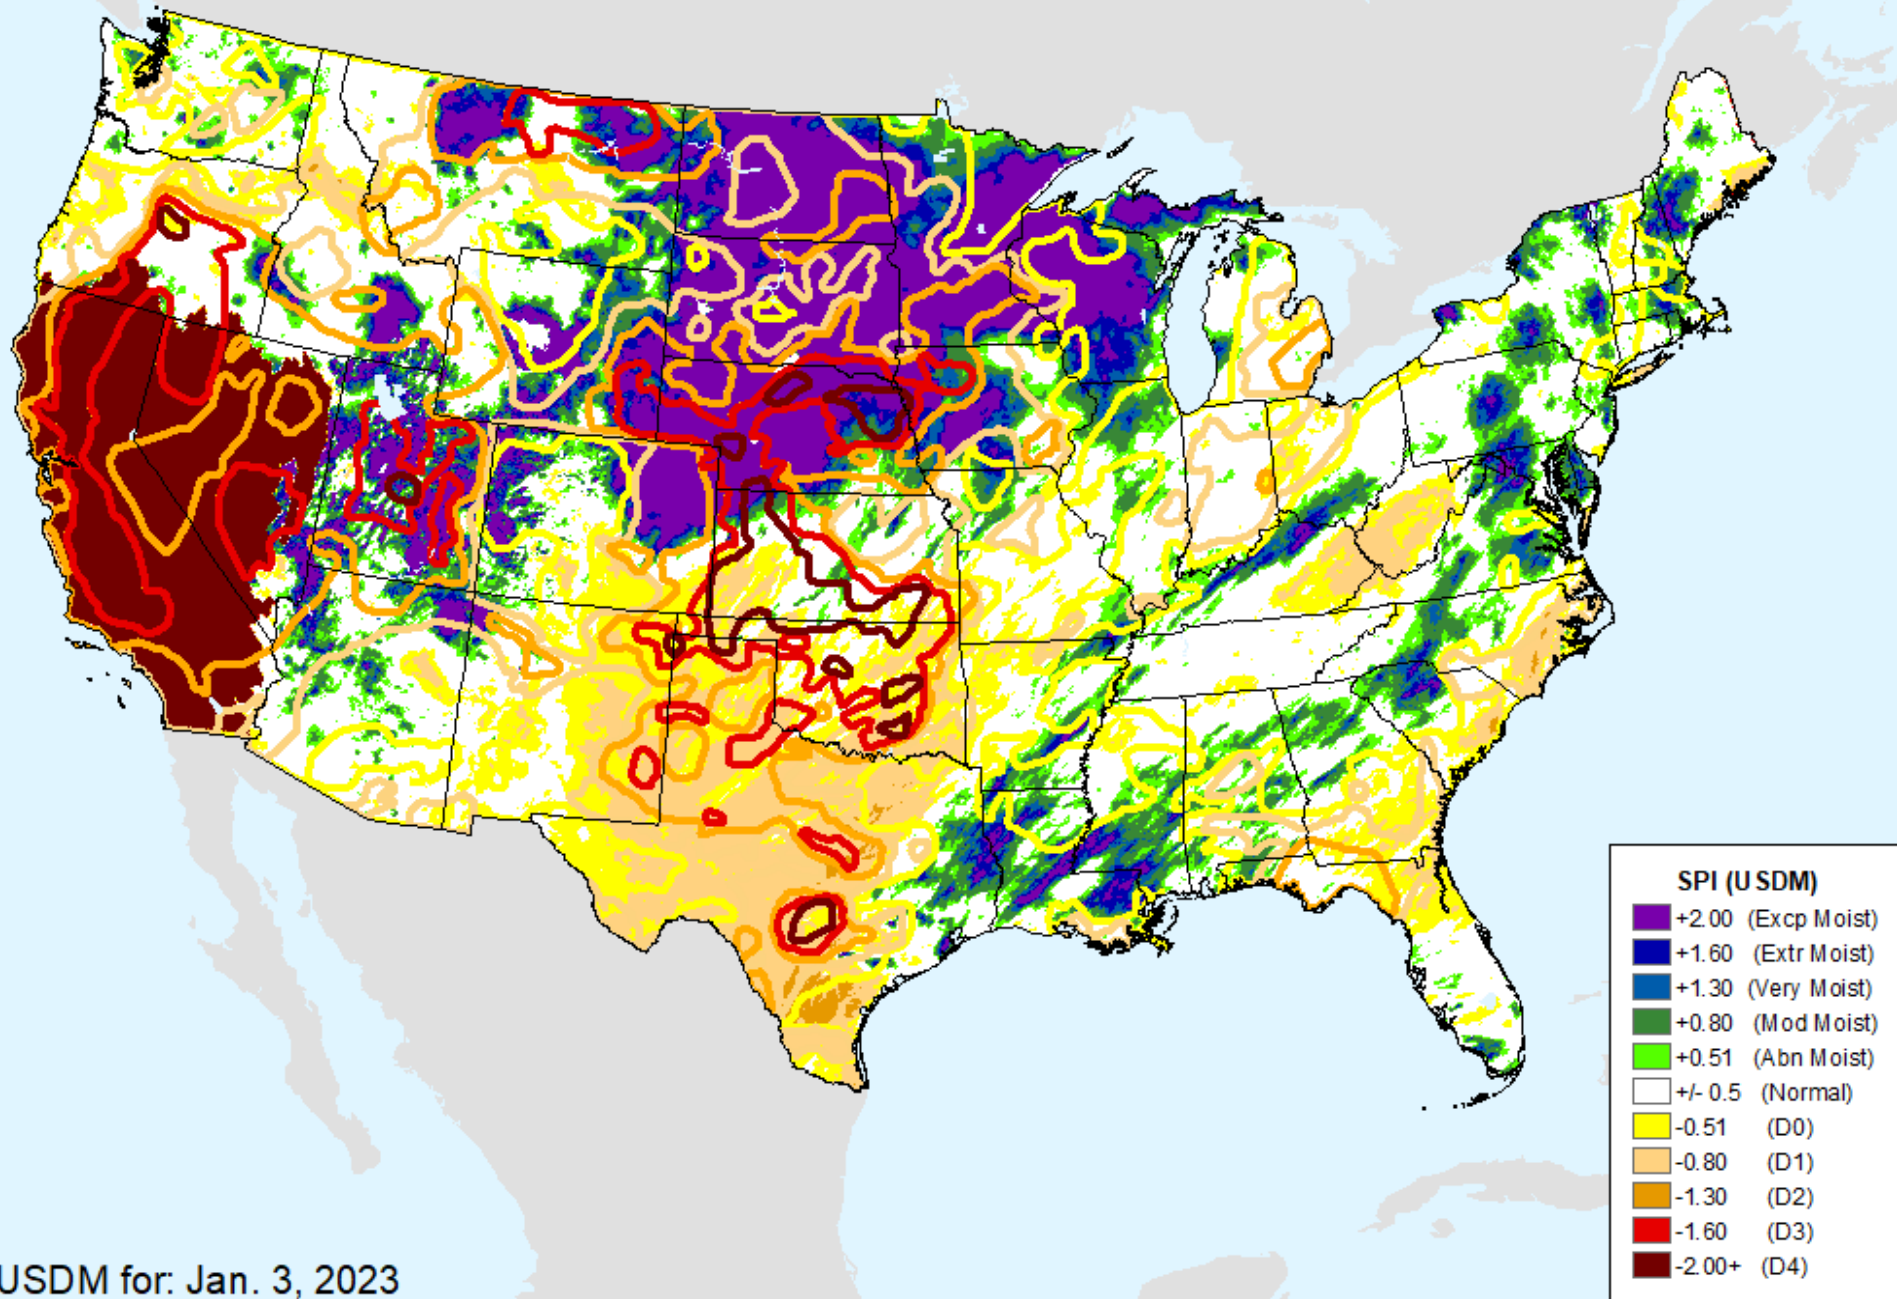 SPI (USDM)
+2.00 (Excp Moist)
+1.60 (Extr Moist)
+1.30 (Very Moist)
+0.80 (Mod Moist)
+0.51 (Abn Moist)
+/- 0.5 (Normal)
-0.51 (D0)
-0.80 (D1)
-1.30 (D2)
-1.60 (D3)
-2.00+ (D4)
USDM for: Jan. 3, 2023